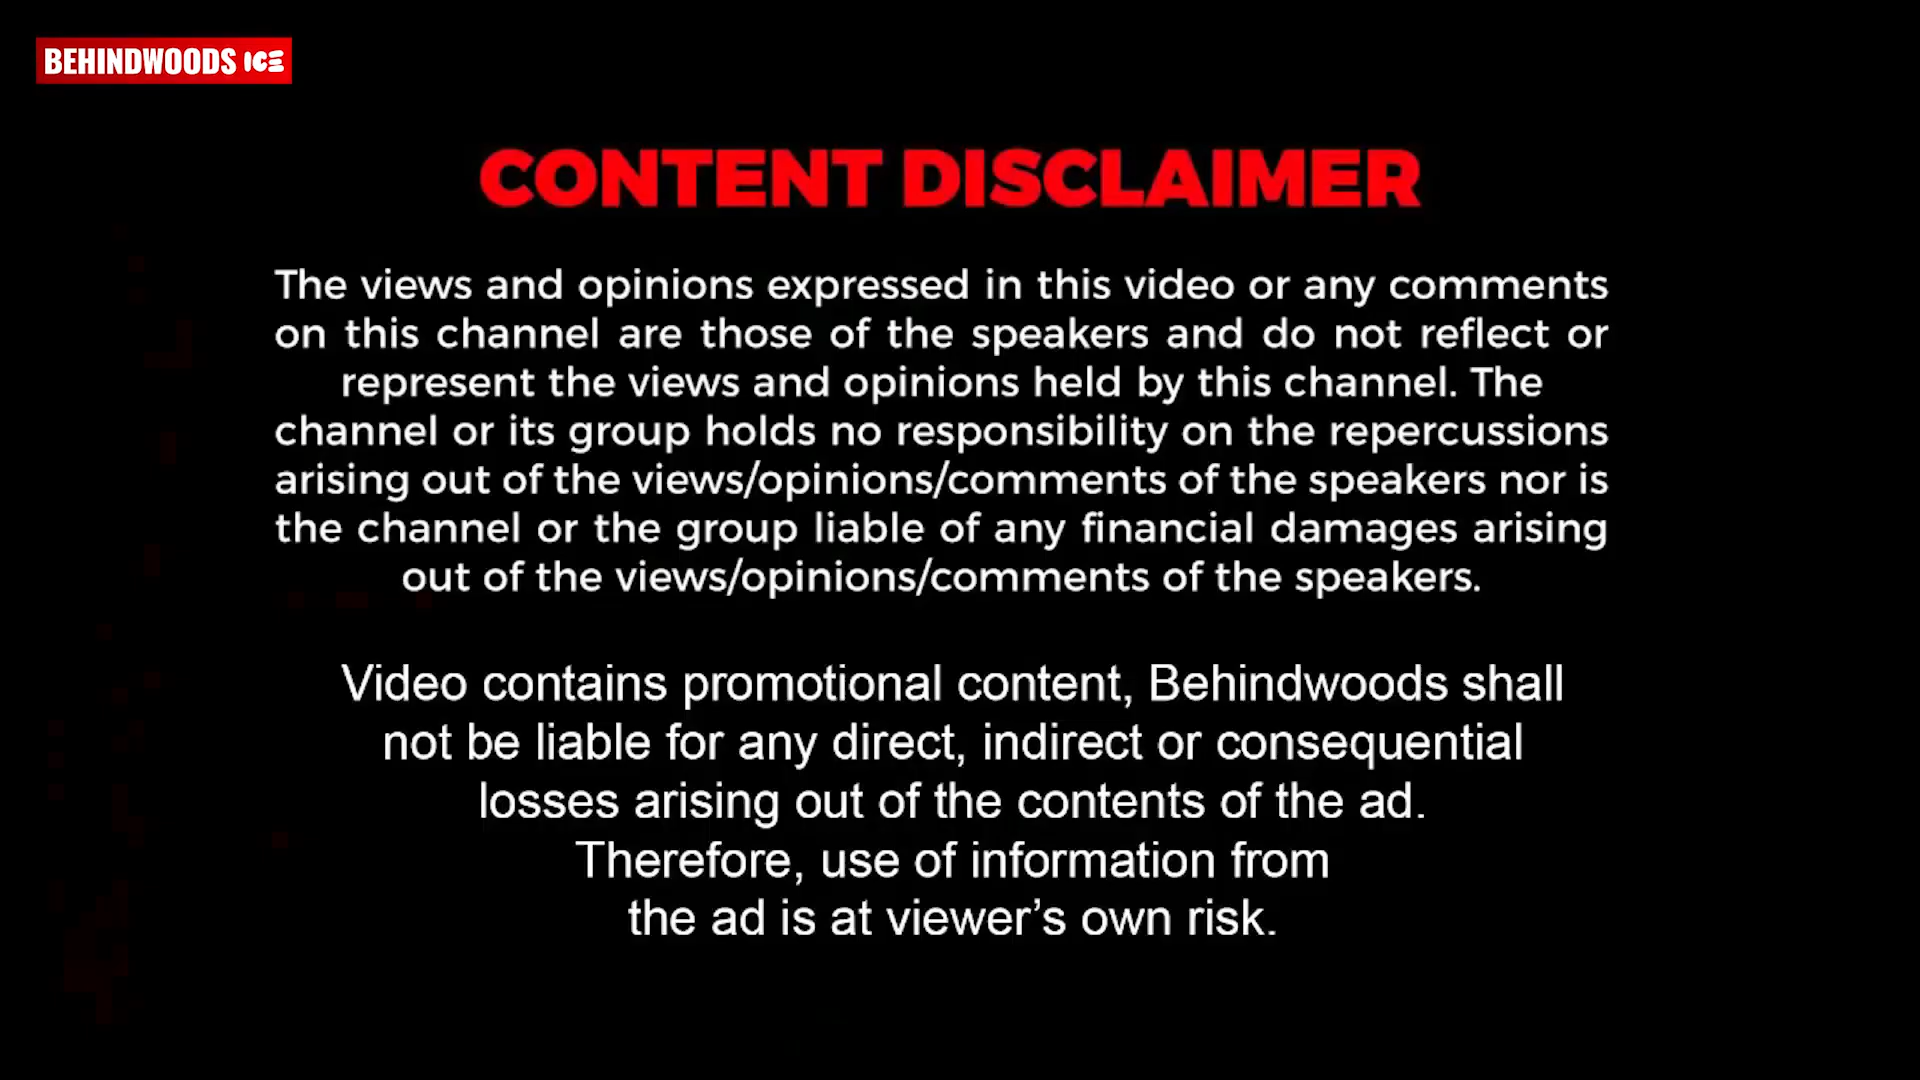 BEHINDWOODS ICE
CONTENT DISCLAIMER
The views and opinions expressed in this video or any comments
on this channel are those of the speakers and do not reflect or
represent the views and opinions held by this channel. The
channel or its group holds no responsibility on the repercussions
arising out of the views/opinions/comments of the speakers nor is
the channel or the group liable of any financial damages arising
out of the views/opinions/comments of the speakers.
Video contains promotional content, Behindwoods shall
not be liable for any direct, indirect or consequential
losses arising out of the contents of the ad.
Therefore, use of information from
the ad is at viewer’s own risk.